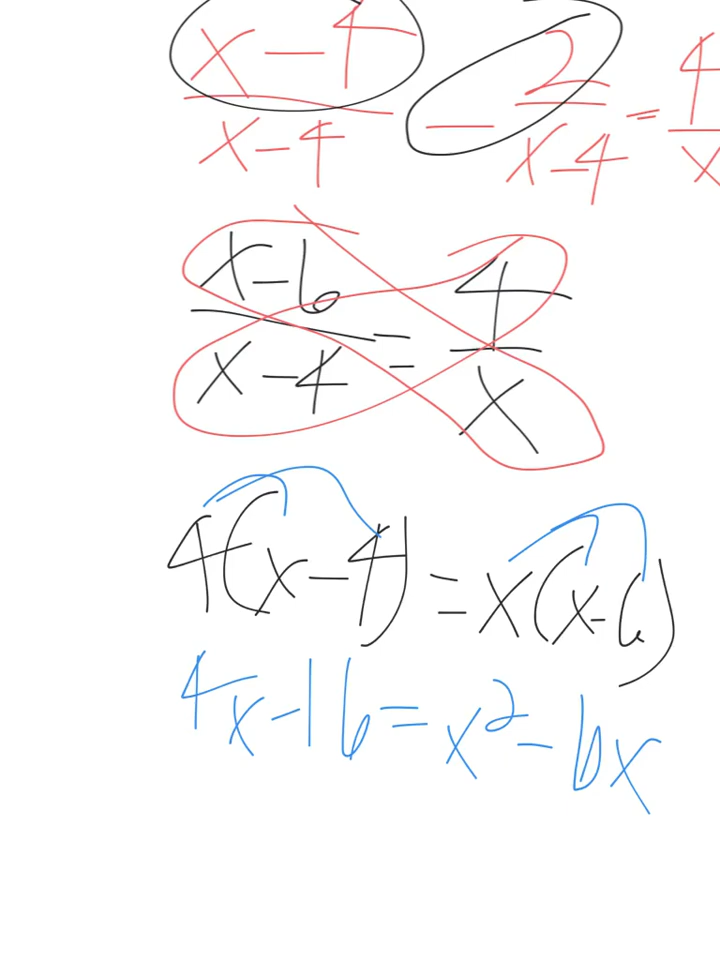 x-4/x-4 - 2/x-4 = 4/x
x-6/x-4 = 4/x
4(x-4) = x(x-6)
4x-16 = x²-6x